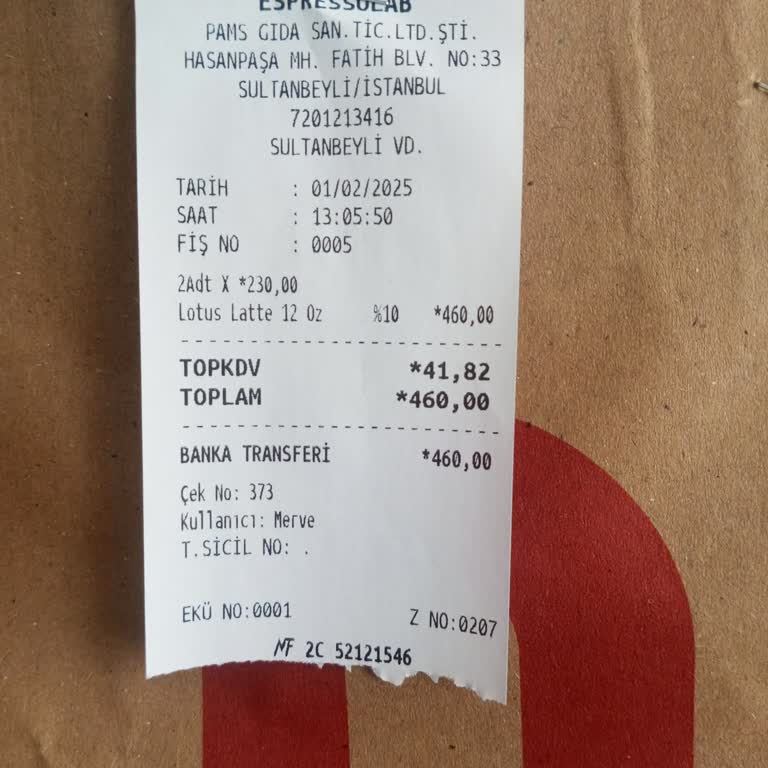 ESPRESSOLAB
PAMS GIDA SAN.TİC.LTD.ŞTİ.
HASANPAŞA MH. FATİH BLV. NO:33
SULTANBEYLİ/İSTANBUL
7201213416
SULTANBEYLİ VD.
TARİH : 01/02/2025
SAAT : 13:05:50
FİŞ NO : 0005
2Adt X *230,00
Lotus Latte 12 Oz %10 *460,00
TOPKDV *41,82
TOPLAM *460,00
BANKA TRANSFERİ *460,00
Çek No: 373
Kullanıcı: Merve
T.SİCİL NO: .
EKÜ NO:0001 Z NO:0207
MF 2C 52121546